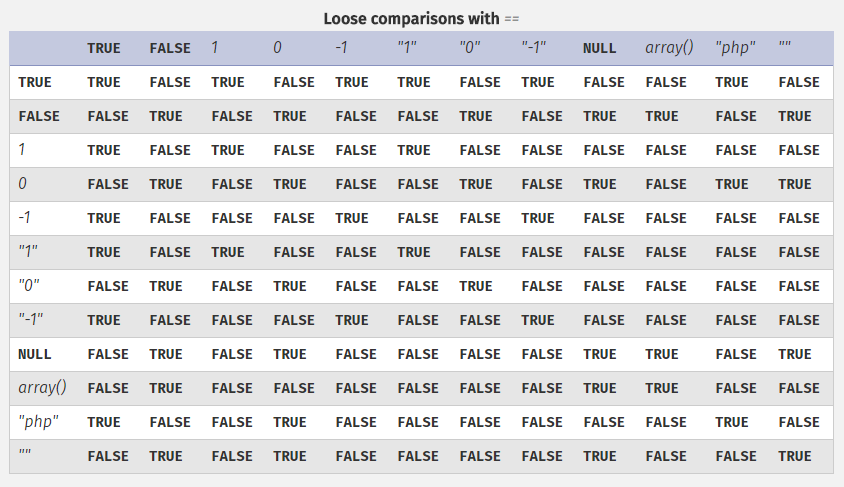 Loose comparisons with ==
TRUE FALSE 1 0 -1 "1" "0" "-1" NULL array() "php" ""
TRUE TRUE FALSE TRUE FALSE TRUE TRUE FALSE TRUE FALSE FALSE TRUE FALSE
FALSE FALSE TRUE FALSE TRUE FALSE FALSE TRUE FALSE TRUE TRUE FALSE TRUE
1 TRUE FALSE TRUE FALSE FALSE TRUE FALSE FALSE FALSE FALSE FALSE FALSE
0 FALSE TRUE FALSE TRUE FALSE FALSE TRUE FALSE TRUE FALSE TRUE TRUE
-1 TRUE FALSE FALSE FALSE TRUE FALSE FALSE TRUE FALSE FALSE FALSE FALSE
"1" TRUE FALSE TRUE FALSE FALSE TRUE FALSE FALSE FALSE FALSE FALSE FALSE
"0" FALSE TRUE FALSE TRUE FALSE FALSE TRUE FALSE FALSE FALSE FALSE FALSE
"-1" TRUE FALSE FALSE FALSE TRUE FALSE FALSE TRUE FALSE FALSE FALSE FALSE
NULL FALSE TRUE FALSE TRUE FALSE FALSE FALSE FALSE TRUE TRUE FALSE TRUE
array() FALSE TRUE FALSE FALSE FALSE FALSE FALSE FALSE TRUE TRUE FALSE FALSE
"php" TRUE FALSE FALSE TRUE FALSE FALSE FALSE FALSE FALSE FALSE TRUE FALSE
"" FALSE TRUE FALSE TRUE FALSE FALSE FALSE FALSE TRUE FALSE FALSE TRUE